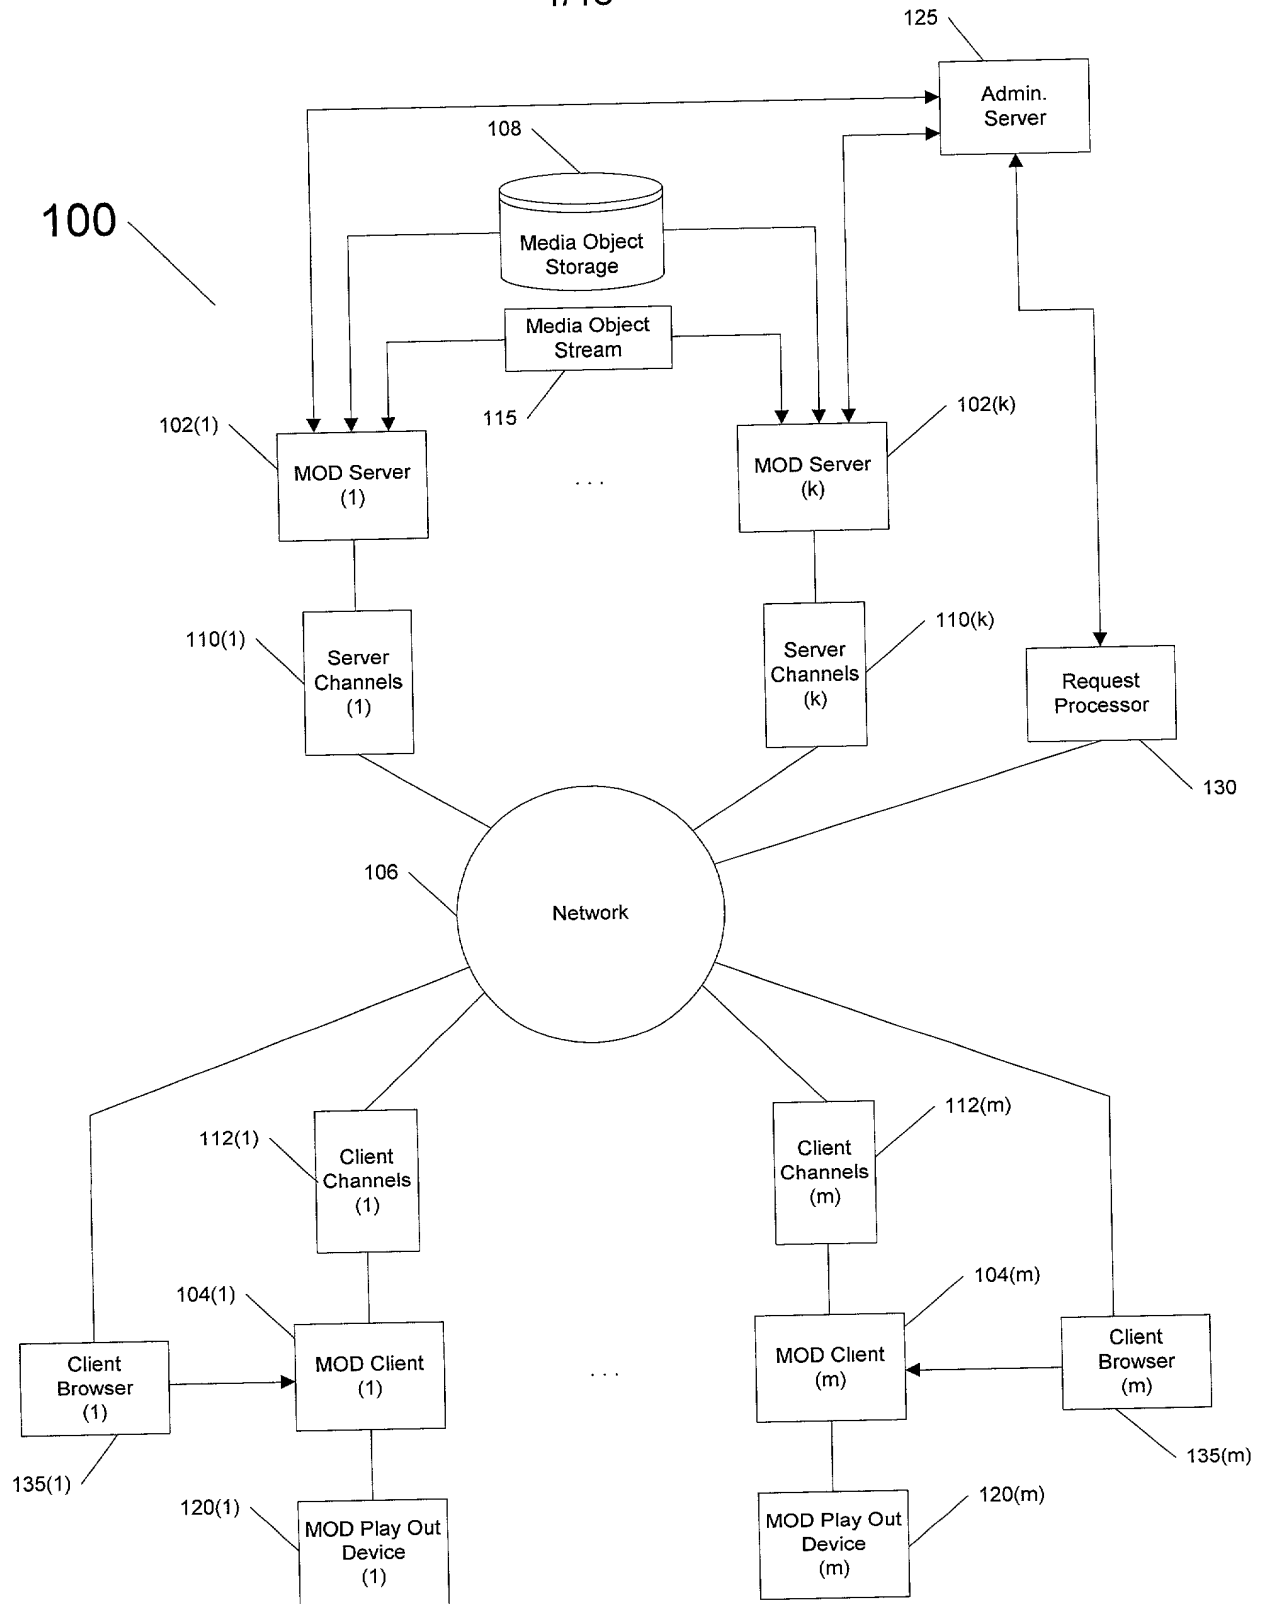 125
Admin.
Server
108
100
Media Object
Storage
Media Object
Stream
115
102(1)
102(k)
MOD Server
(1)
. . .
MOD Server
(k)
110(1)
110(k)
Server
Channels
(1)
Server
Channels
(k)
Request
Processor
130
106
Network
112(1)
112(m)
Client
Channels
(1)
Client
Channels
(m)
104(1)
104(m)
Client
Browser
(1)
MOD Client
(1)
. . .
MOD Client
(m)
Client
Browser
(m)
135(1)
135(m)
120(1)
120(m)
MOD Play Out
Device
(1)
MOD Play Out
Device
(m)